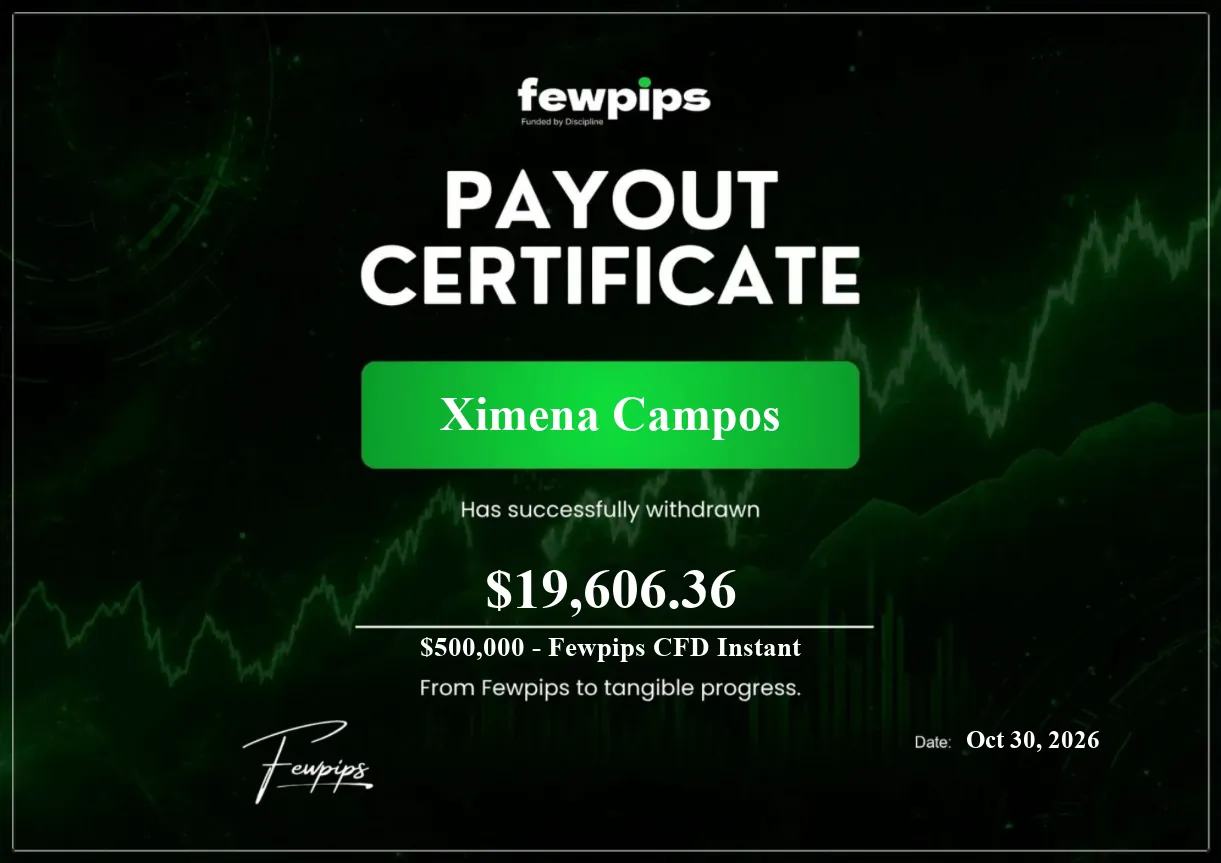 fewpips
Funded by Discipline
PAYOUT
CERTIFICATE
Ximena Campos
Has successfully withdrawn
$19,606.36
$500,000 - Fewpips CFD Instant
From Fewpips to tangible progress.
Fewpips
Date: Oct 30, 2026